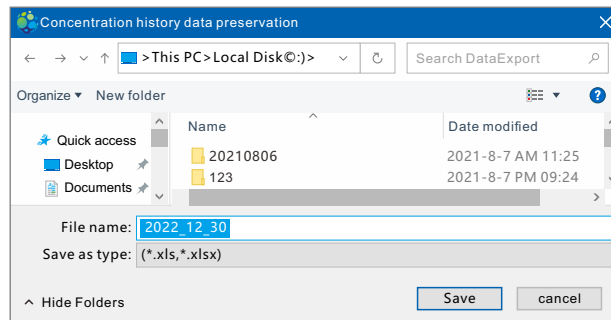 Concentration history data preservation
>This PC>Local Disk©:)>
Search DataExport
Organize New folder
Name Date modified
Quick access
20210806 2021-8-7 AM 11:25
Desktop
123 2021-8-7 PM 09:24
Documents
File name: 2022_12_30
Save as type: (*.xls,*.xlsx)
Hide Folders Save cancel